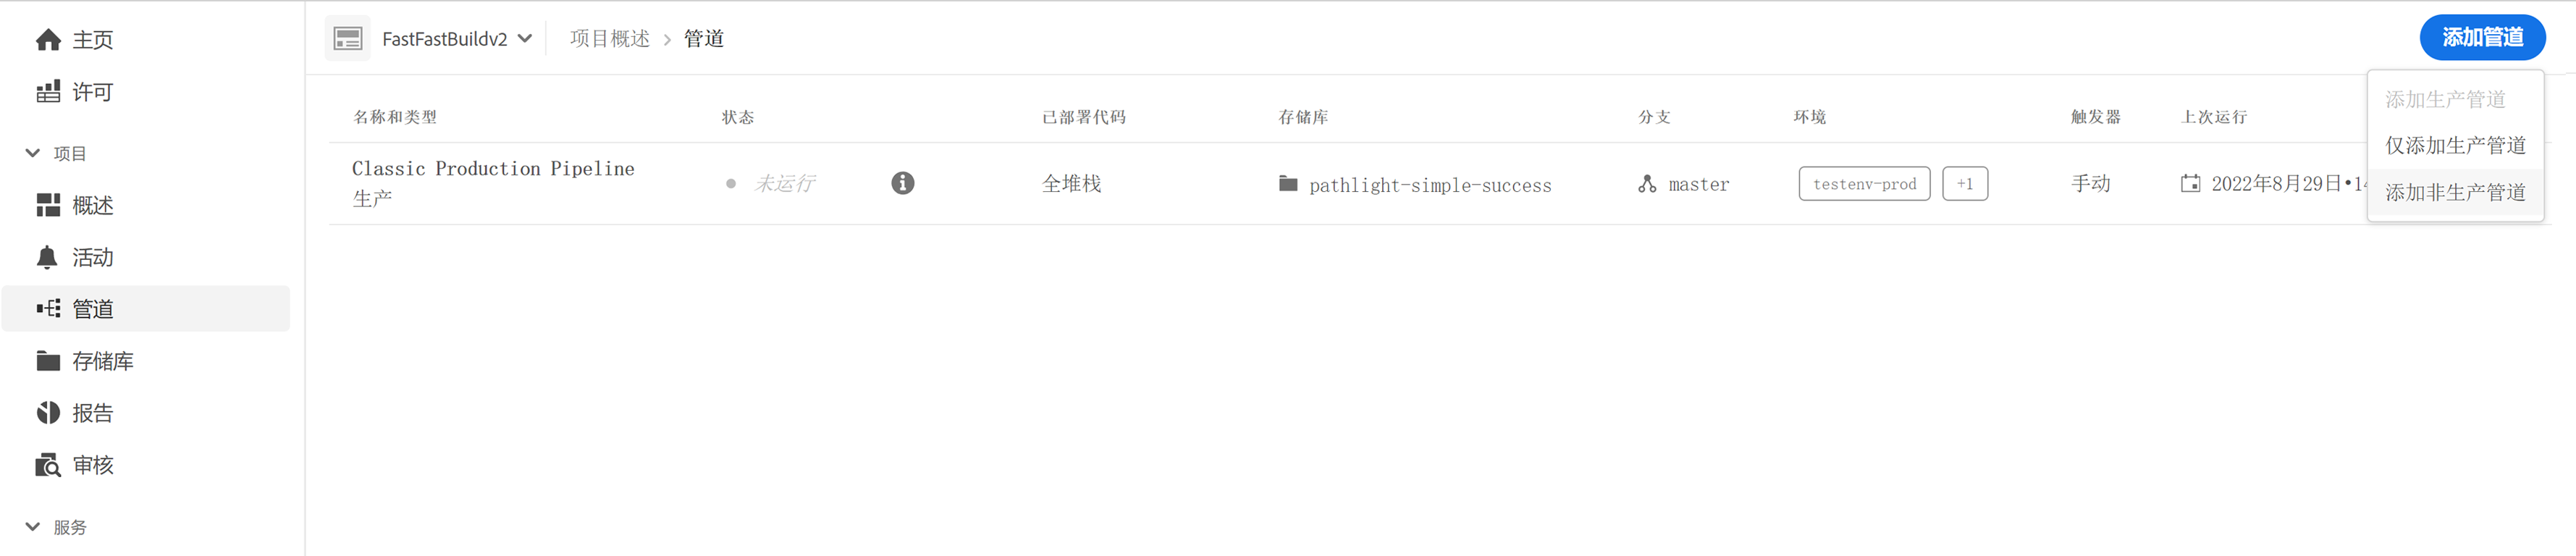 主页
许可
项目
概述
活动
管道
存储库
报告
审核
服务
FastFastBuildv2
项目概述 › 管道
添加管道
添加生产管道
仅添加生产管道
添加非生产管道
名称和类型 状态 已部署代码 存储库 分支 环境 触发器 上次运行
Classic Production Pipeline
生产
未运行 全堆栈 pathlight-simple-success master testenv-prod +1 手动 2022年8月29日•